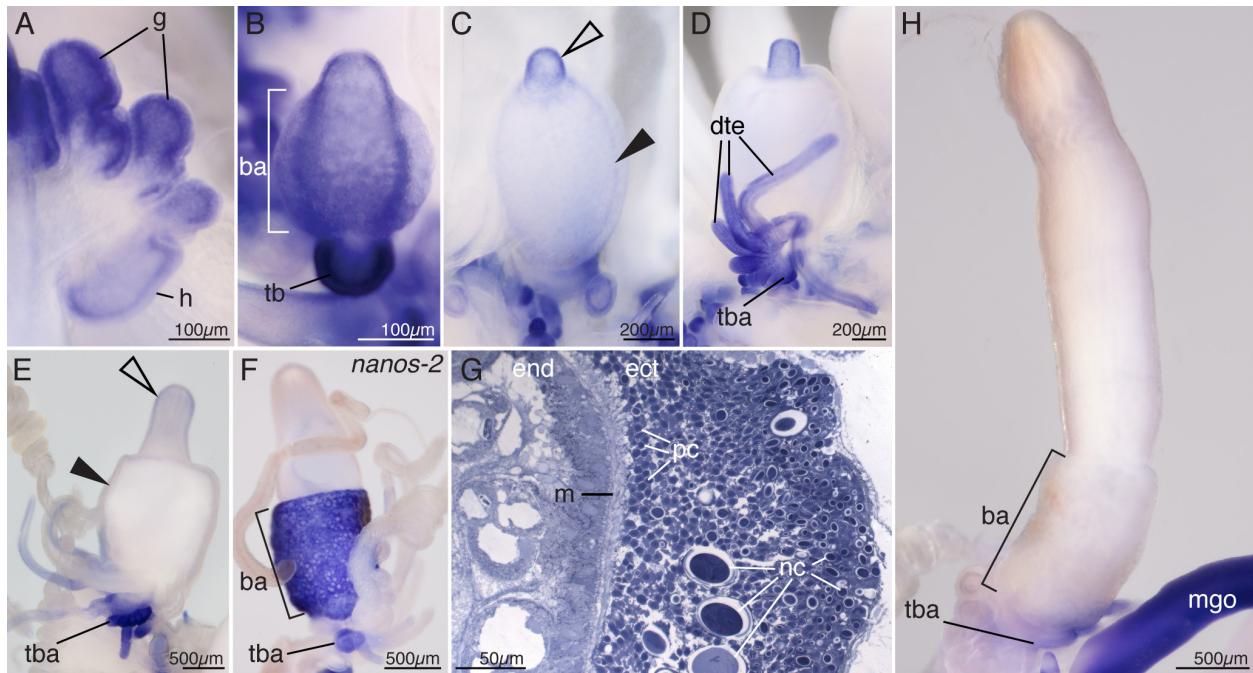 A
g
h
100µm
B
ba
tb
100µm
C
200µm
D
dte
tba
200µm
E
tba
500µm
F
nanos-2
ba
tba
500µm
G
end
ect
pc
m
nc
50µm
H
ba
tba
mgo
500µm